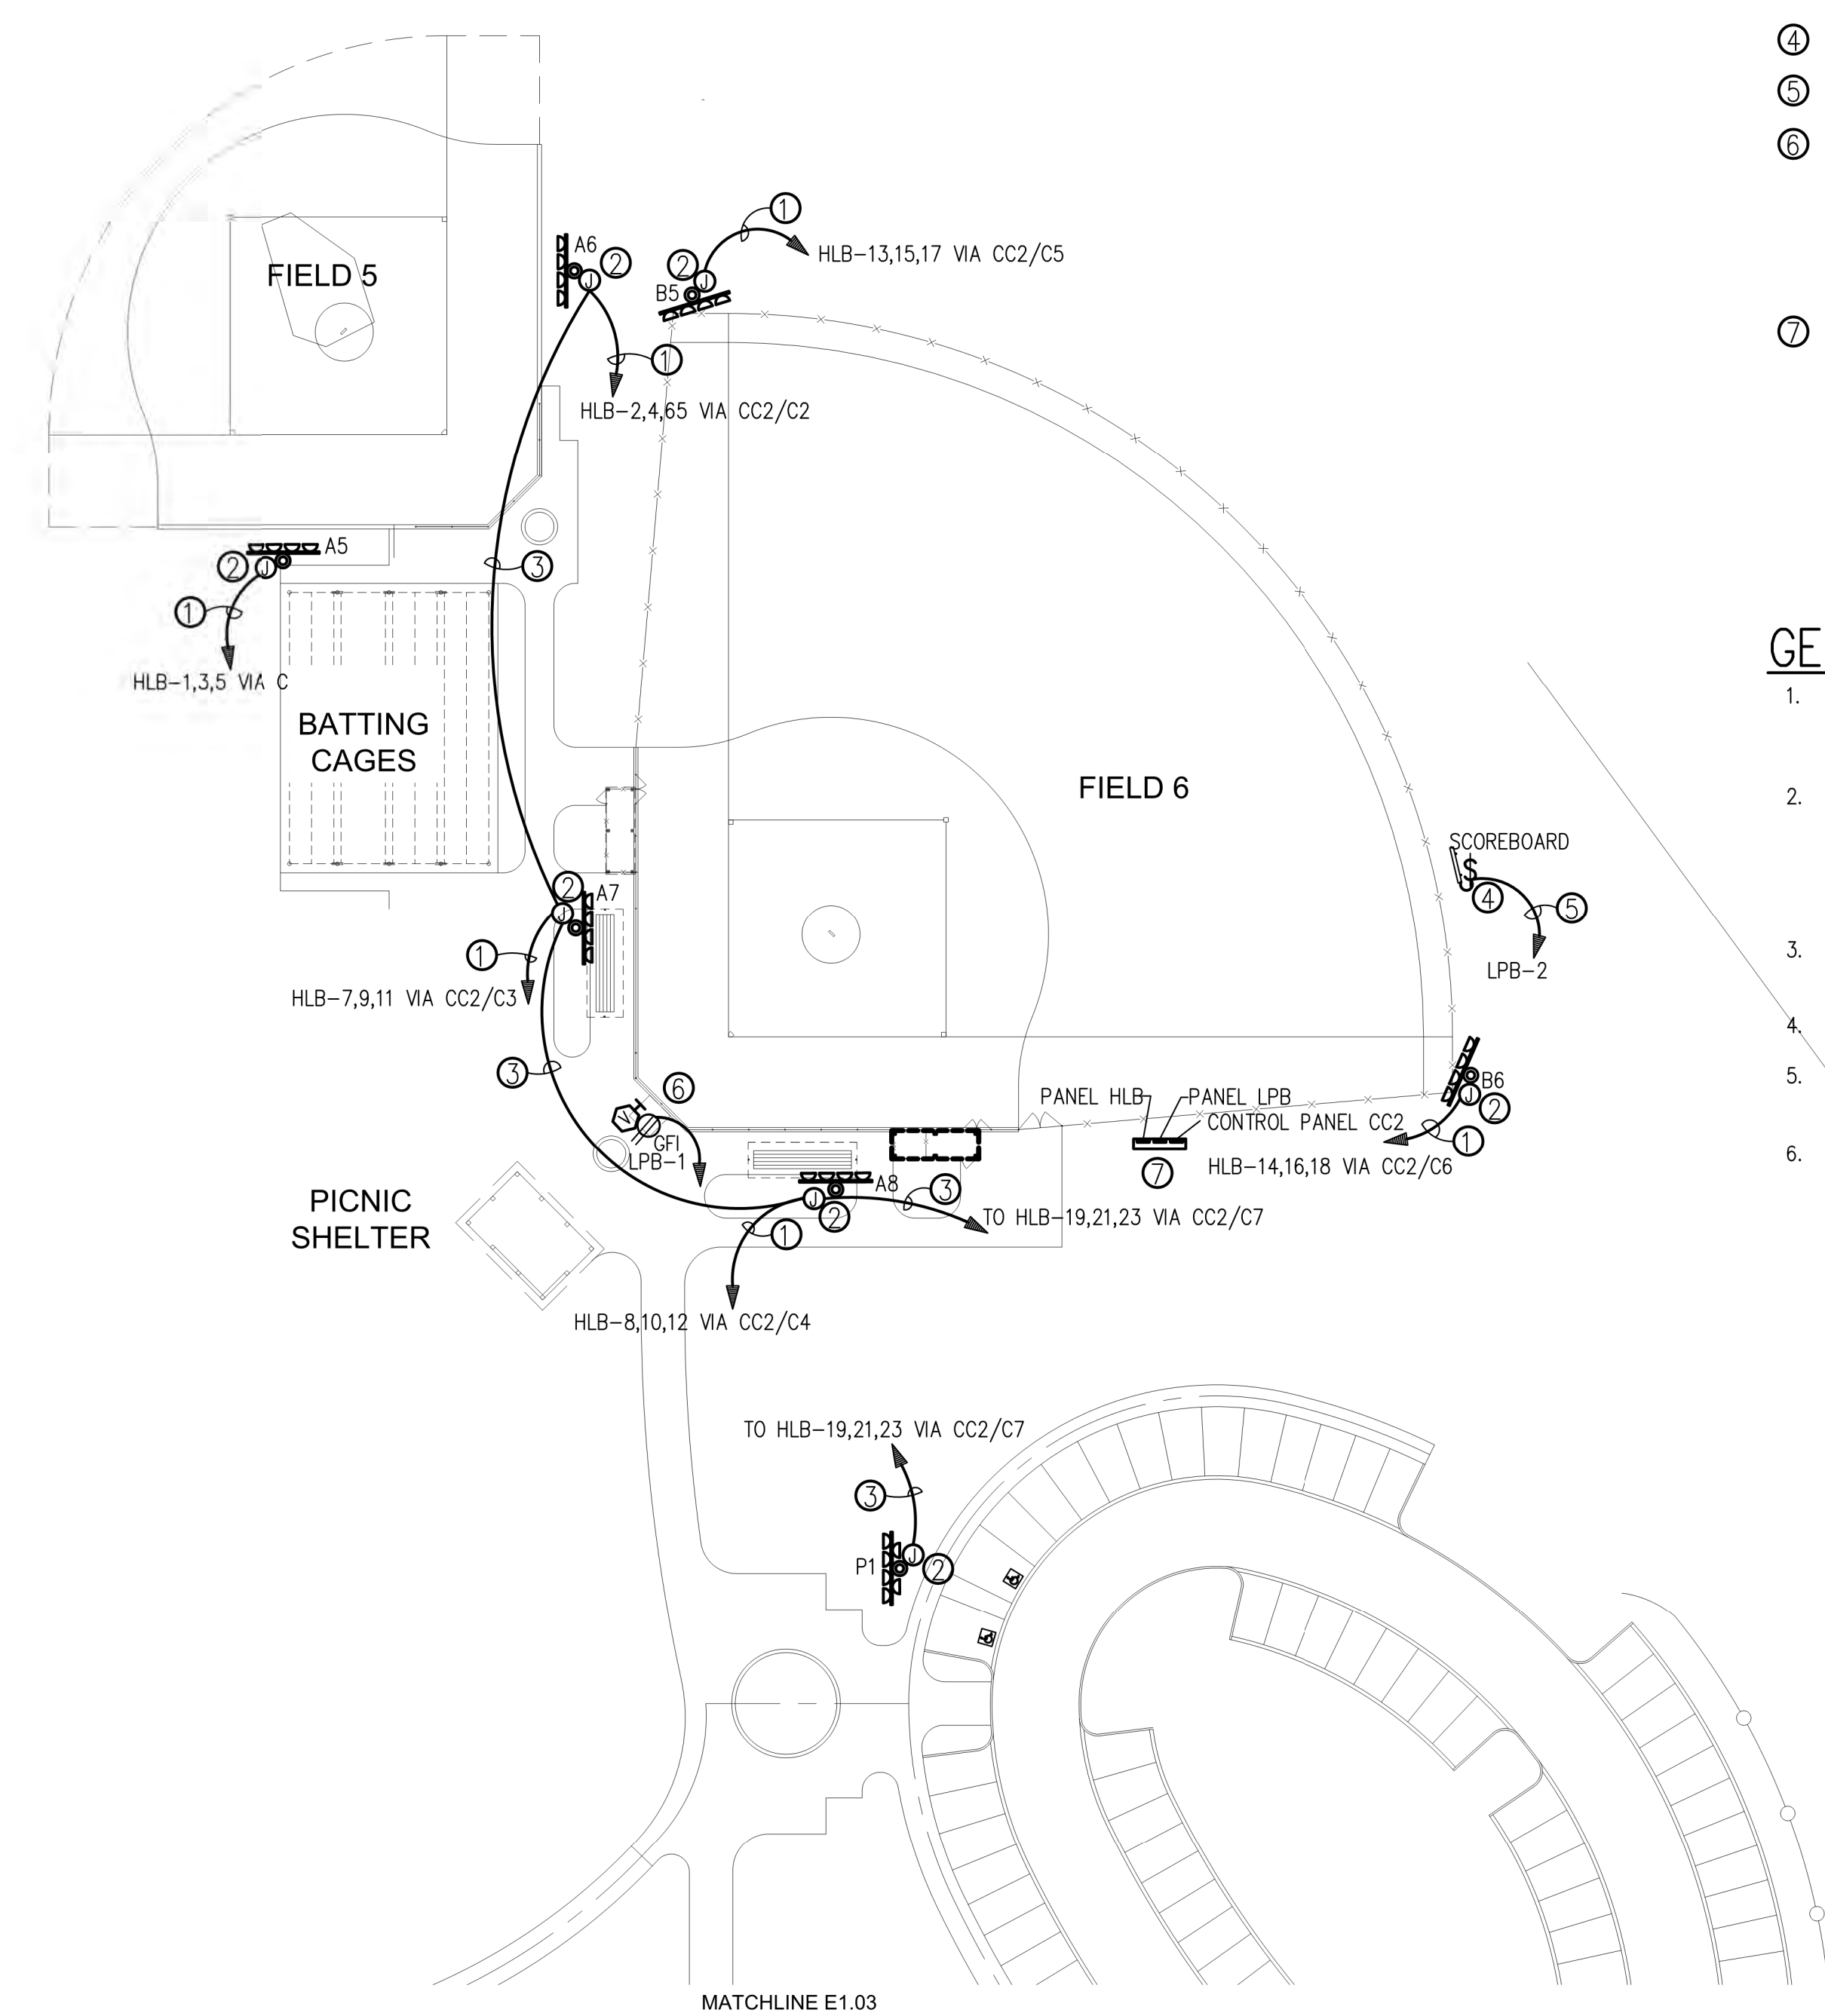 ④
⑤
⑥
⑦
GE
1.
2.
3.
4.
5.
6.
FIELD 5
A6
②
J
①
HLB-2,4,65 VIA CC2/C2
①
②
J
B5
HLB-13,15,17 VIA CC2/C5
A5
②
J
①
HLB-1,3,5 VIA C
③
BATTING
CAGES
FIELD 6
SCOREBOARD
S
④
⑤
LPB-2
②
A7
J
①
HLB-7,9,11 VIA CC2/C3
③
⑥
V
GFI
LPB-1
PANEL HLB
PANEL LPB
CONTROL PANEL CC2
⑦
B6
J
②
①
HLB-14,16,18 VIA CC2/C6
A8
J
②
③
①
TO HLB-19,21,23 VIA CC2/C7
PICNIC
SHELTER
HLB-8,10,12 VIA CC2/C4
TO HLB-19,21,23 VIA CC2/C7
③
P1
J
②
MATCHLINE E1.03